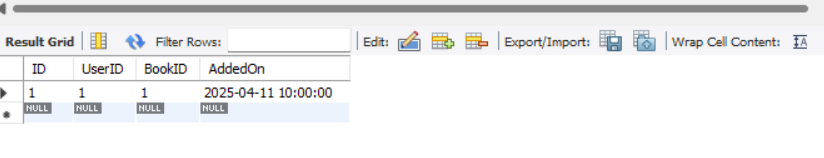 Result Grid Filter Rows: Edit: Export/Import: Wrap Cell Content: IA
ID UserID BookID AddedOn
1 1 1 2025-04-11 10:00:00
NULL NULL NULL NULL